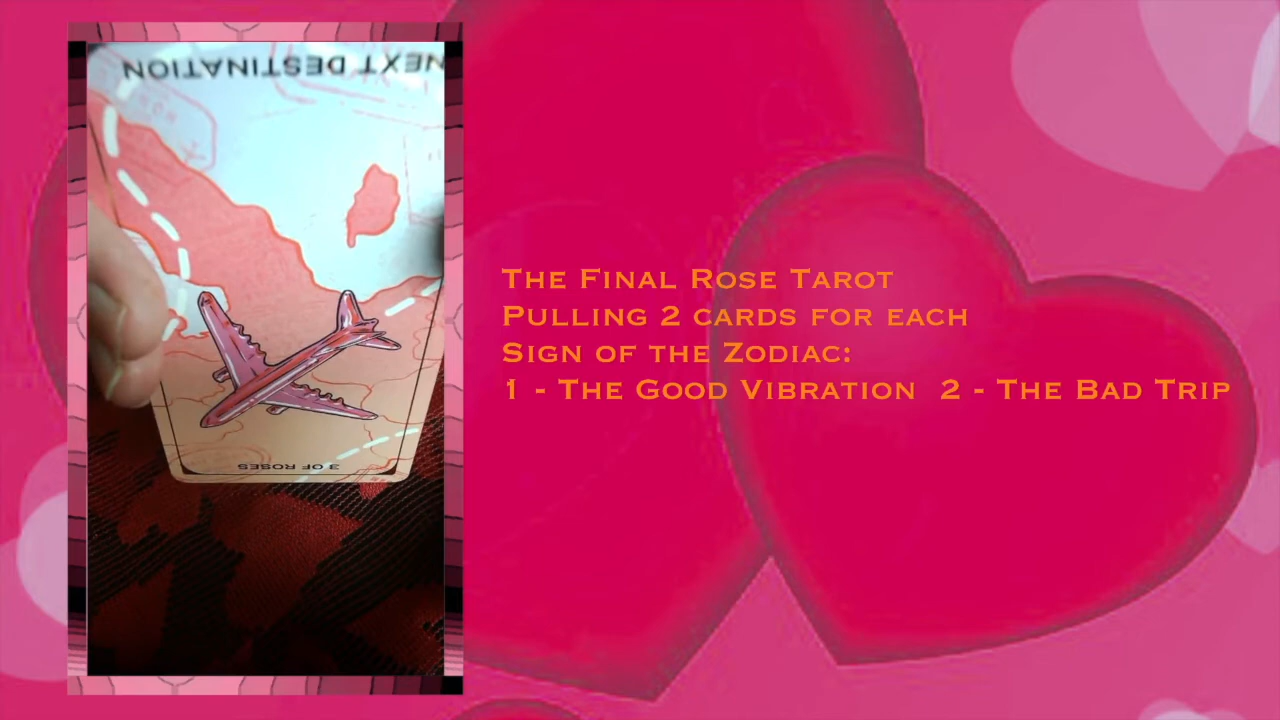 NEXT DESTINATION
3 OF ROSES
The Final Rose Tarot
Pulling 2 cards for each
Sign of the Zodiac:
1 - The Good Vibration 2 - The Bad Trip